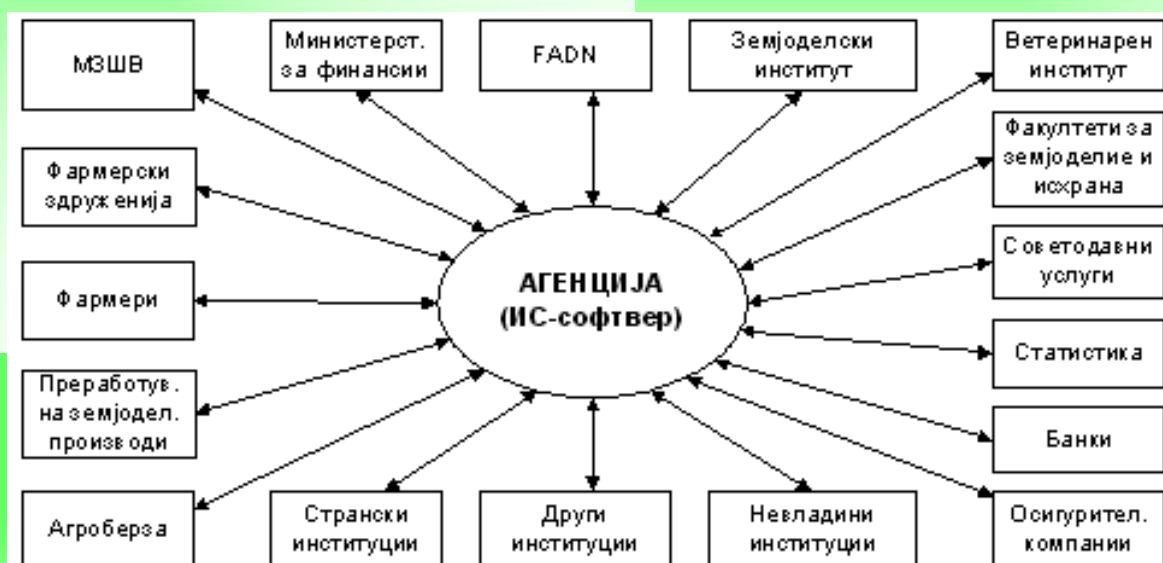 МЗШВ
Министерст.
за финансии
FADN
Земјоделски
институт
Ветеринарен
институт
Факултети за
земјоделие и
исхрана
Фармерски
здруженија
Советодавни
услуги
Фармери
АГЕНЦИЈА
(ИС-софтвер)
Статистика
Преработув.
на земјодел.
производи
Банки
Агроберза
Странски
институции
Други
институции
Невладини
институции
Осигурител.
компании